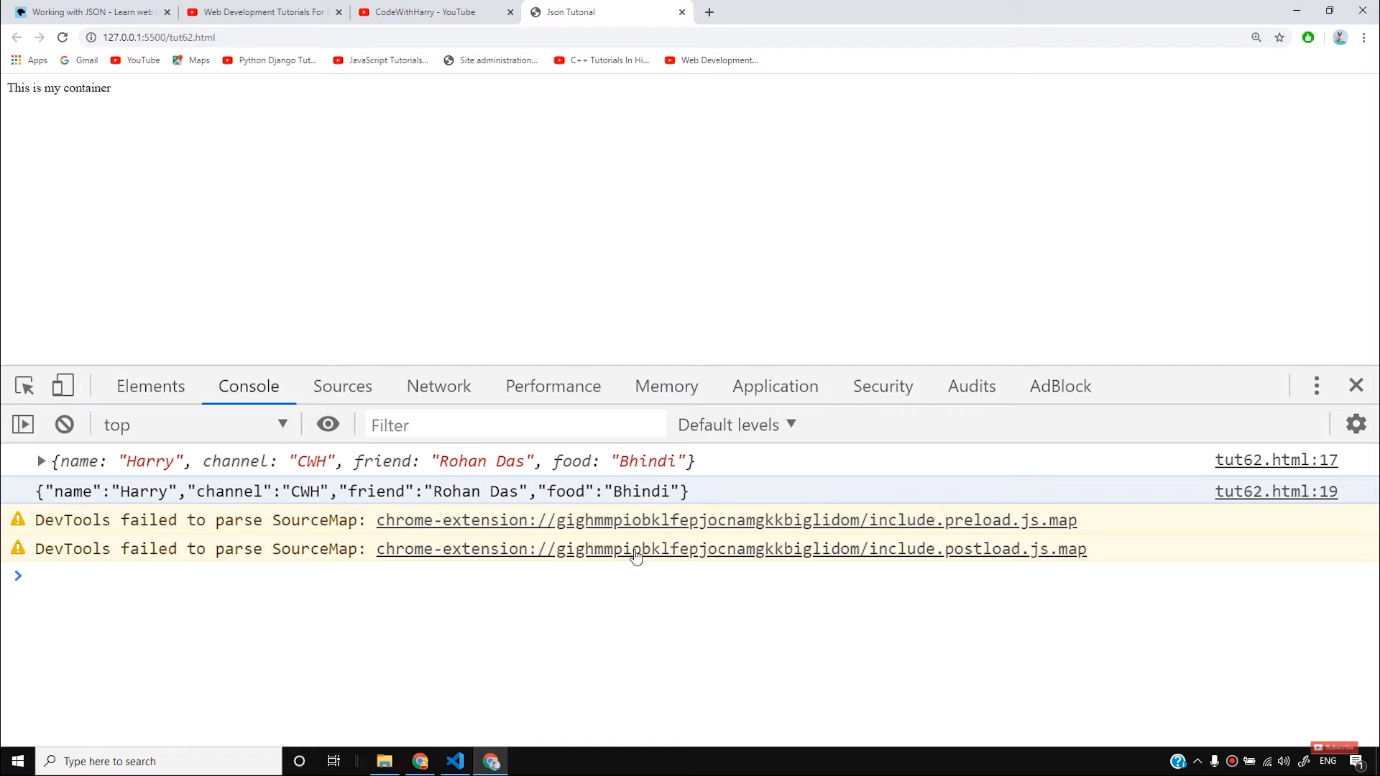 Working with JSON - Learn web
Web Development Tutorials For
CodeWithHarry - YouTube
Json Tutorial
127.0.0.1:5500/tut62.html
Apps
Gmail
YouTube
Maps
Python Django Tut...
JavaScript Tutorials...
Site administration...
C++ Tutorials In Hi...
Web Development...
This is my container
Elements
Console
Sources
Network
Performance
Memory
Application
Security
Audits
AdBlock
top
Filter
Default levels
{name: "Harry", channel: "CWH", friend: "Rohan Das", food: "Bhindi"}
tut62.html:17
{"name":"Harry","channel":"CWH","friend":"Rohan Das","food":"Bhindi"}
tut62.html:19
DevTools failed to parse SourceMap: chrome-extension://gighmmpiobklfepjocnamgkkbiglidom/include.preload.js.map
DevTools failed to parse SourceMap: chrome-extension://gighmmpiobklfepjocnamgkkbiglidom/include.postload.js.map
Subscribe
Type here to search
ENG